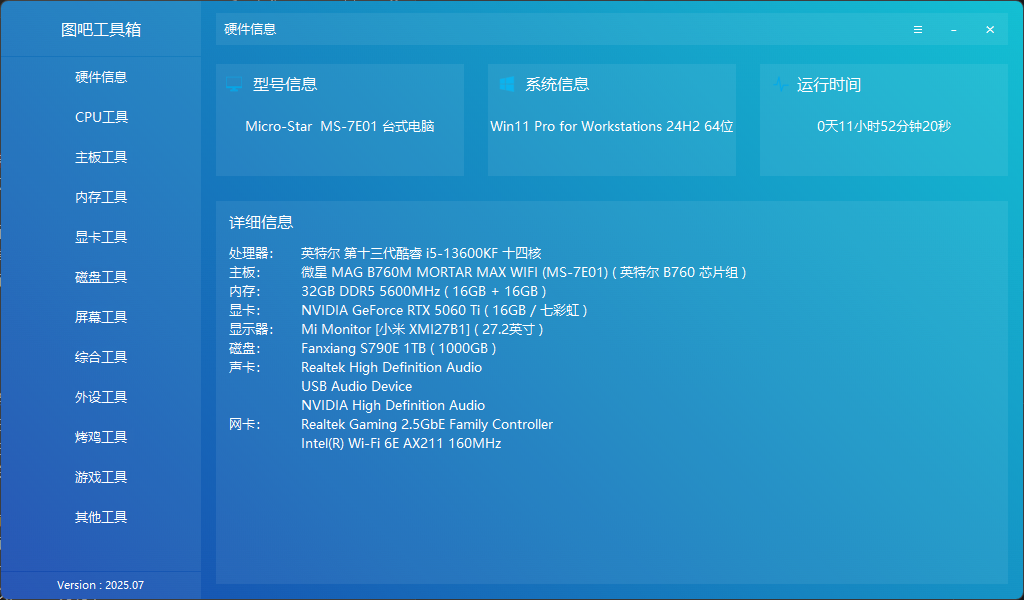 图吧工具箱
硬件信息
CPU工具
主板工具
内存工具
显卡工具
磁盘工具
屏幕工具
综合工具
外设工具
烤鸡工具
游戏工具
其他工具
Version : 2025.07
硬件信息
型号信息
Micro-Star  MS-7E01 台式电脑
系统信息
Win11 Pro for Workstations 24H2 64位
运行时间
0天11小时52分钟20秒
详细信息
处理器： 英特尔 第十三代酷睿 i5-13600KF 十四核
主板： 微星 MAG B760M MORTAR MAX WIFI (MS-7E01) ( 英特尔 B760 芯片组 )
内存： 32GB DDR5 5600MHz ( 16GB + 16GB )
显卡： NVIDIA GeForce RTX 5060 Ti ( 16GB / 七彩虹 )
显示器： Mi Monitor [小米 XMI27B1] ( 27.2英寸 )
磁盘： Fanxiang S790E 1TB ( 1000GB )
声卡： Realtek High Definition Audio
USB Audio Device
NVIDIA High Definition Audio
网卡： Realtek Gaming 2.5GbE Family Controller
Intel(R) Wi-Fi 6E AX211 160MHz